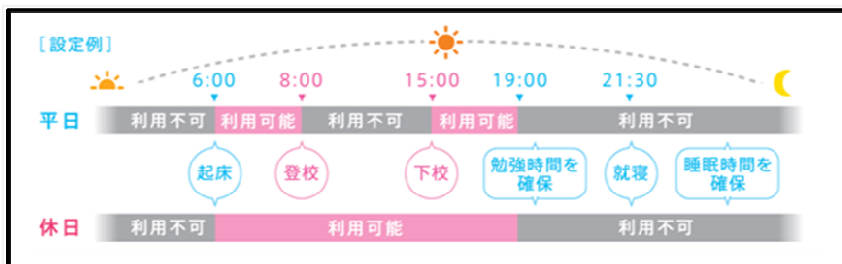 [設定例]
6:00 8:00 15:00 19:00 21:30
平日 利用不可 利用可能 利用不可 利用可能 利用不可
起床 登校 下校 勉強時間を 就寝 睡眠時間を
確保 確保
休日 利用不可 利用可能 利用不可